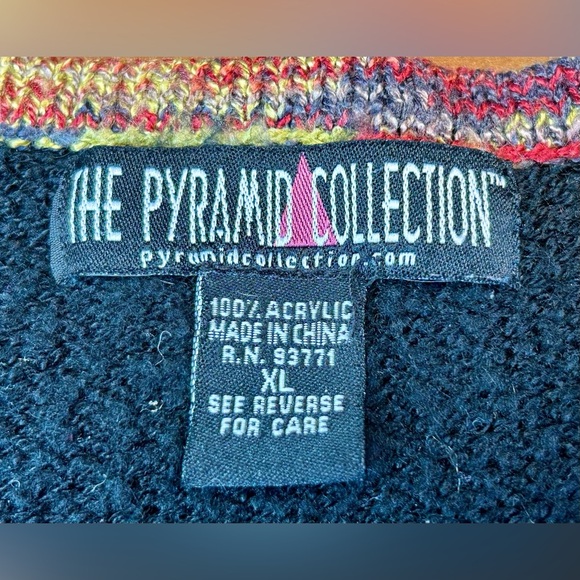 THE PYRAMID COLLECTION™
pyramidcollection.com
100% ACRYLIC
MADE IN CHINA
R.N. 93771
XL
SEE REVERSE
FOR CARE